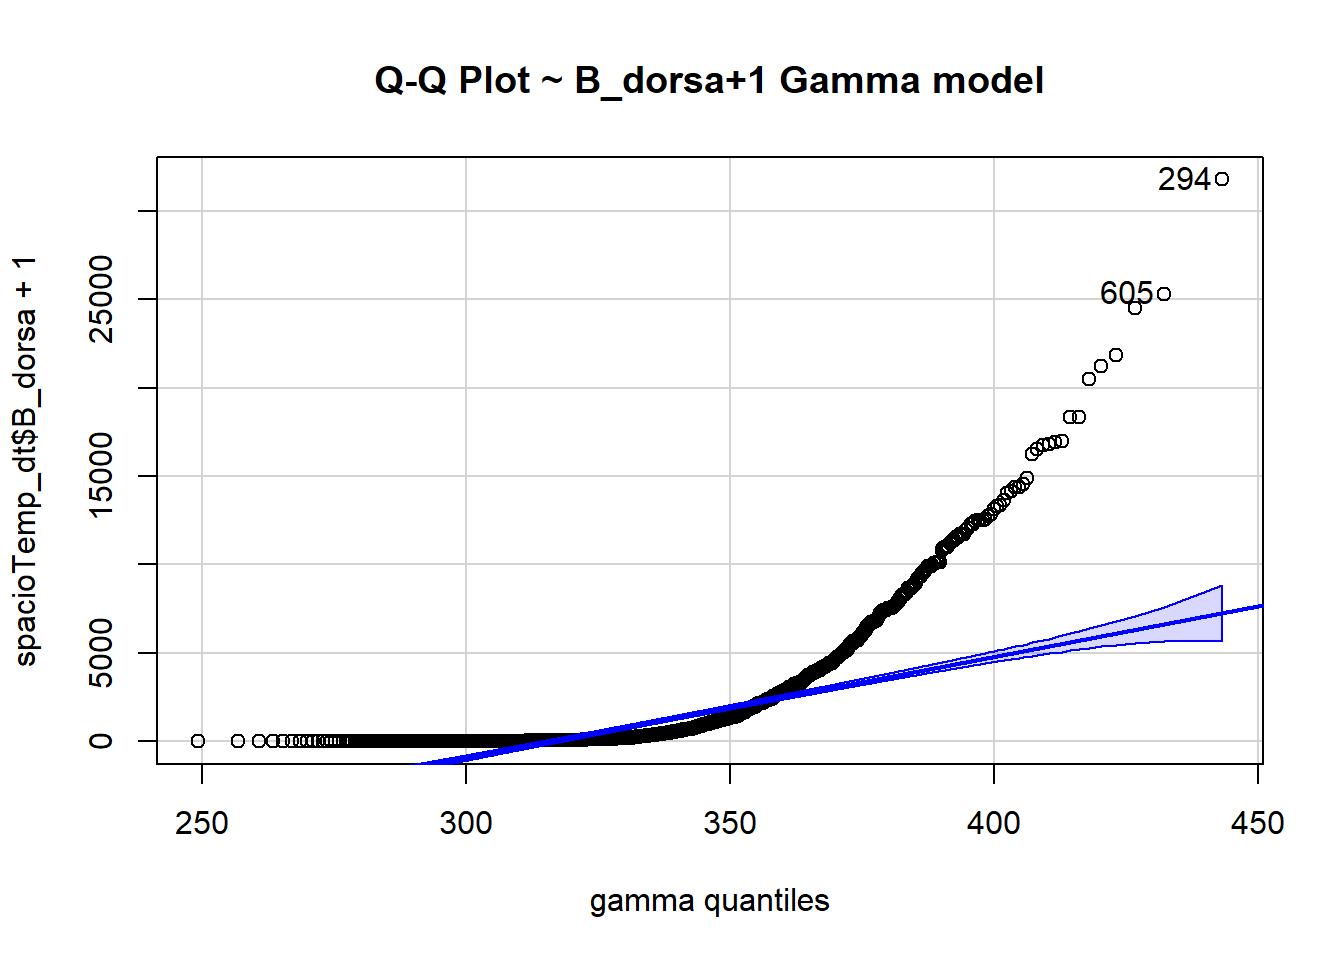 Q-Q Plot ~ B_dorsa+1 Gamma model
spacioTemp_dt$B_dorsa + 1
25000
15000
5000
0
294
605
250 300 350 400 450
gamma quantiles